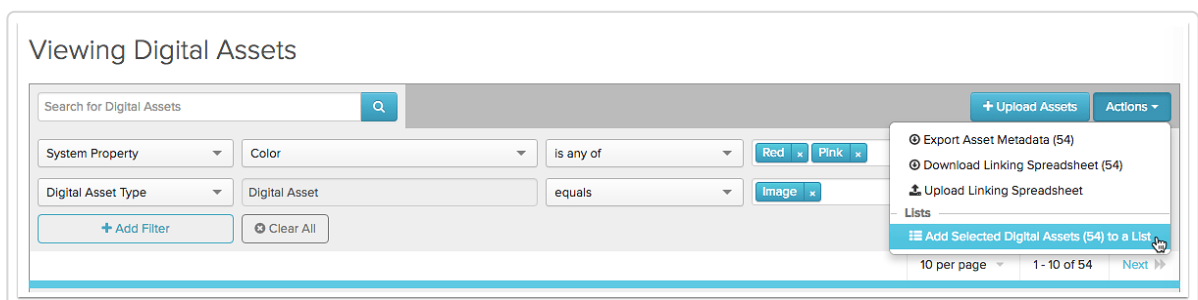 Viewing Digital Assets
Search for Digital Assets
+ Upload Assets
Actions
System Property
Color
is any of
Red x
Pink x
Digital Asset Type
Digital Asset
equals
Image x
+ Add Filter
Clear All
Export Asset Metadata (54)
Download Linking Spreadsheet (54)
Upload Linking Spreadsheet
Lists
Add Selected Digital Assets (54) to a List
10 per page
1 - 10 of 54
Next